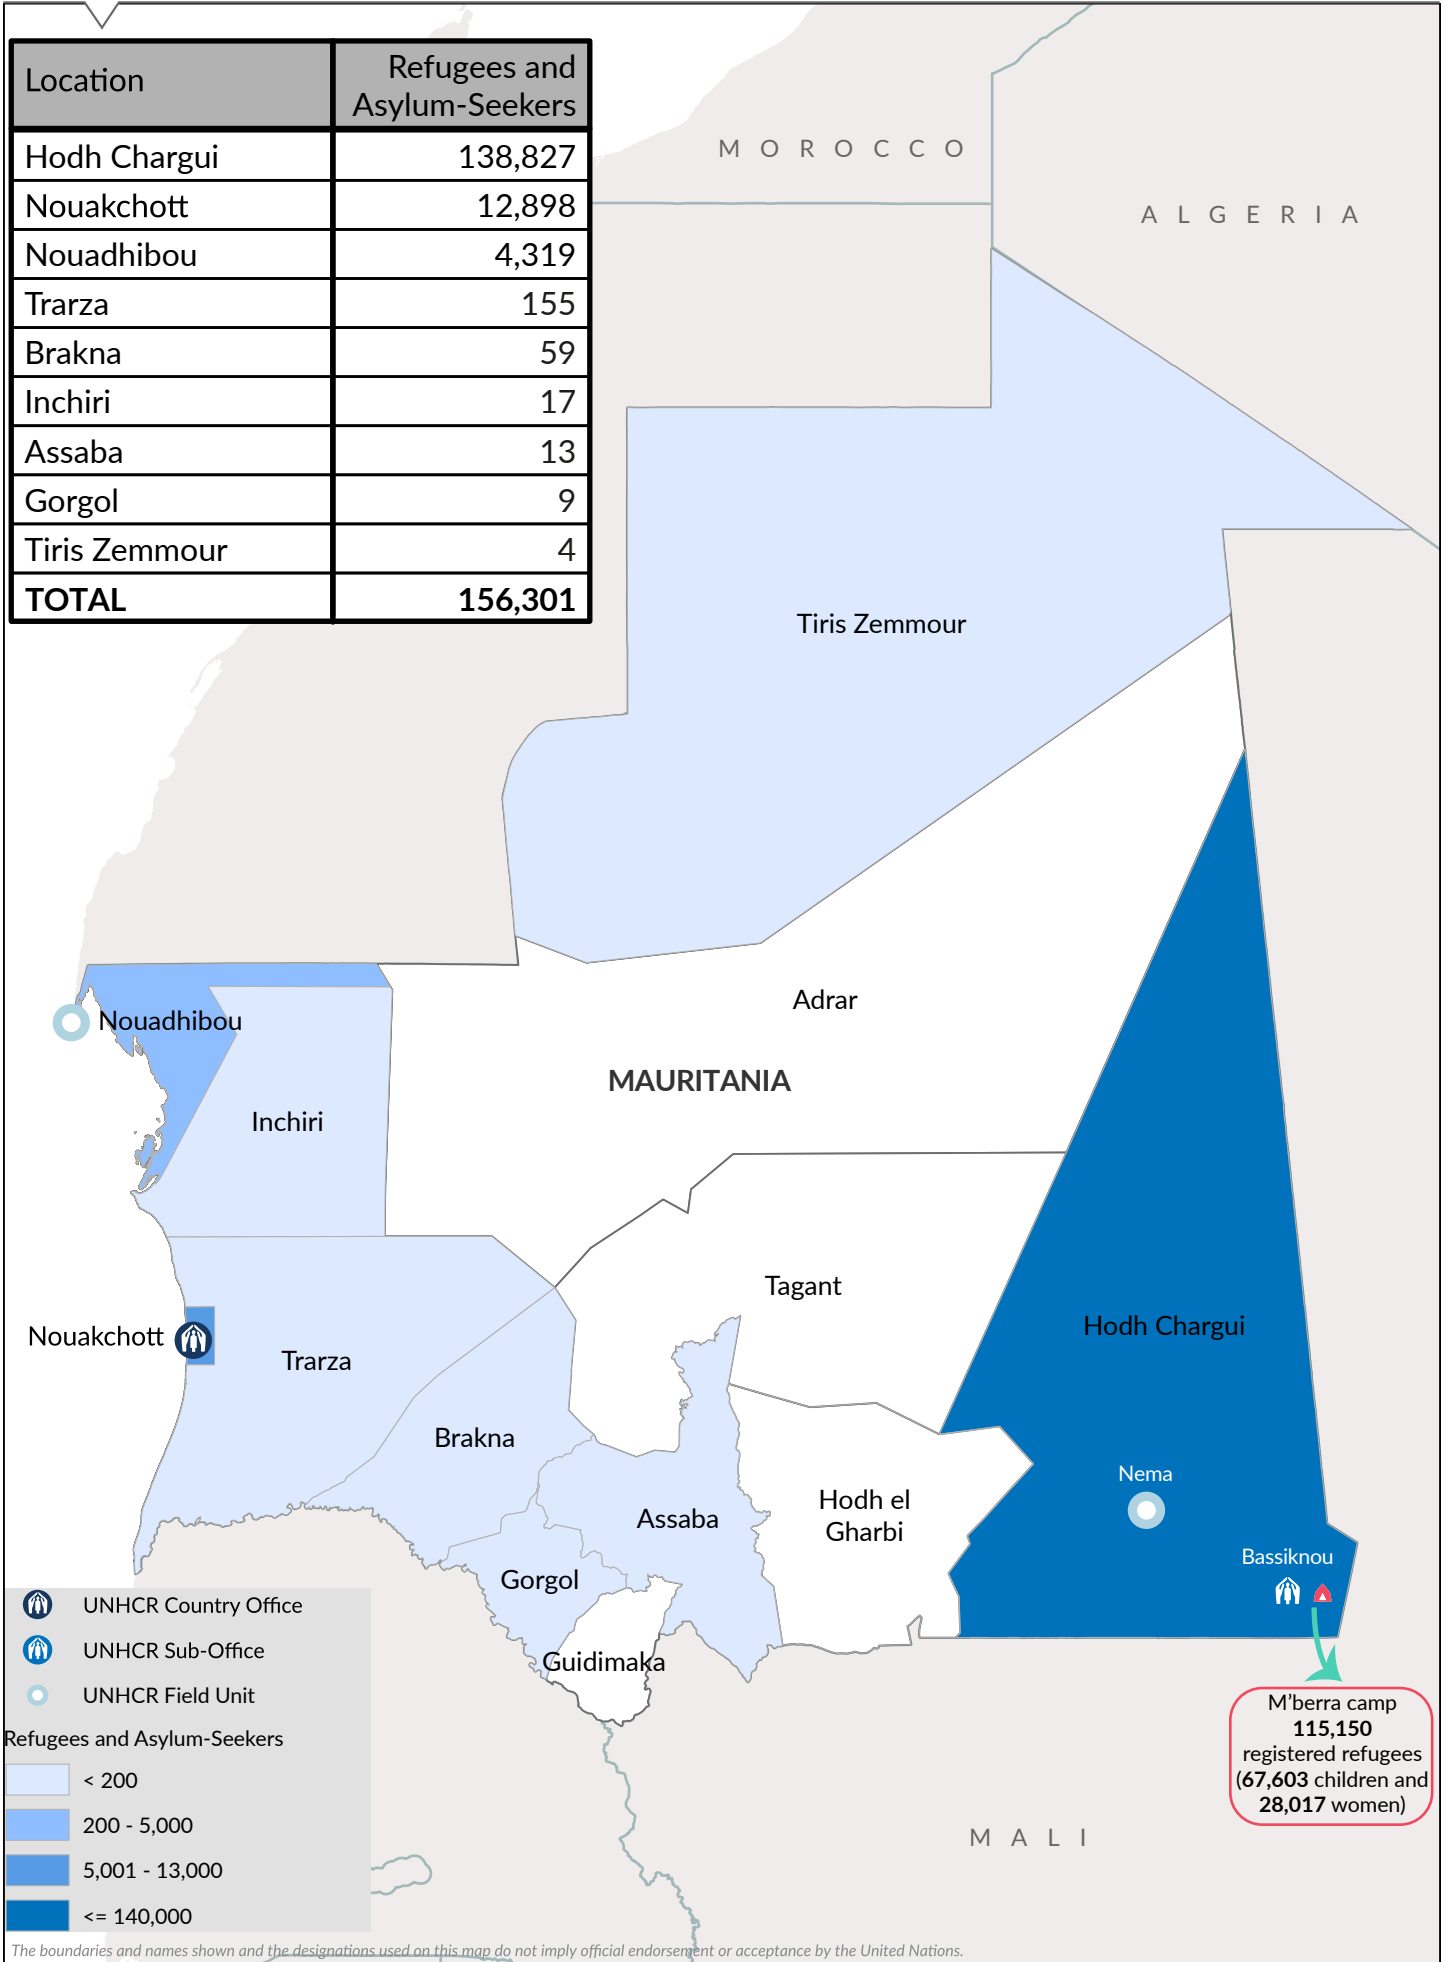 Location
Refugees and
Asylum-Seekers
Hodh Chargui 138,827
Nouakchott 12,898
Nouadhibou 4,319
Trarza 155
Brakna 59
Inchiri 17
Assaba 13
Gorgol 9
Tiris Zemmour 4
TOTAL 156,301
MOROCCO
ALGERIA
Tiris Zemmour
Adrar
Nouadhibou
MAURITANIA
Inchiri
Tagant
Hodh Chargui
Nouakchott
Trarza
Brakna
Nema
Hodh el
Gharbi
Assaba
Bassiknou
Gorgol
Guidimaka
UNHCR Country Office
UNHCR Sub-Office
UNHCR Field Unit
Refugees and Asylum-Seekers
< 200
200 - 5,000
5,001 - 13,000
<= 140,000
M'berra camp
115,150
registered refugees
(67,603 children and
28,017 women)
MALI
The boundaries and names shown and the designations used on this map do not imply official endorsement or acceptance by the United Nations.